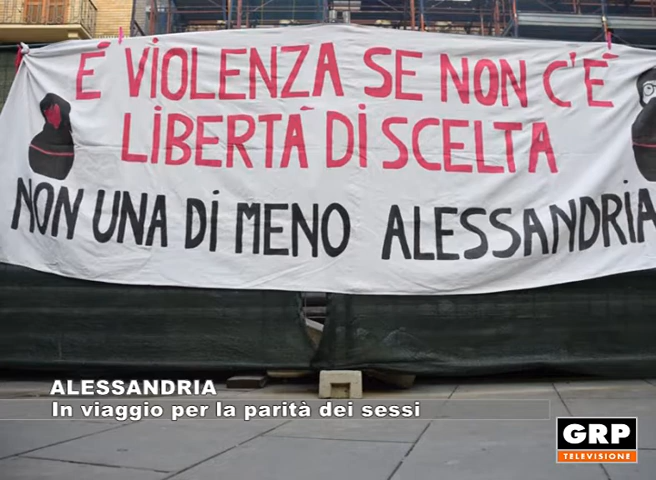 È VIOLENZA SE NON C'È
LIBERTÀ DI SCELTA
NON UNA DI MENO ALESSANDRIA
ALESSANDRIA
In viaggio per la parità dei sessi
GRP
TELEVISIONE